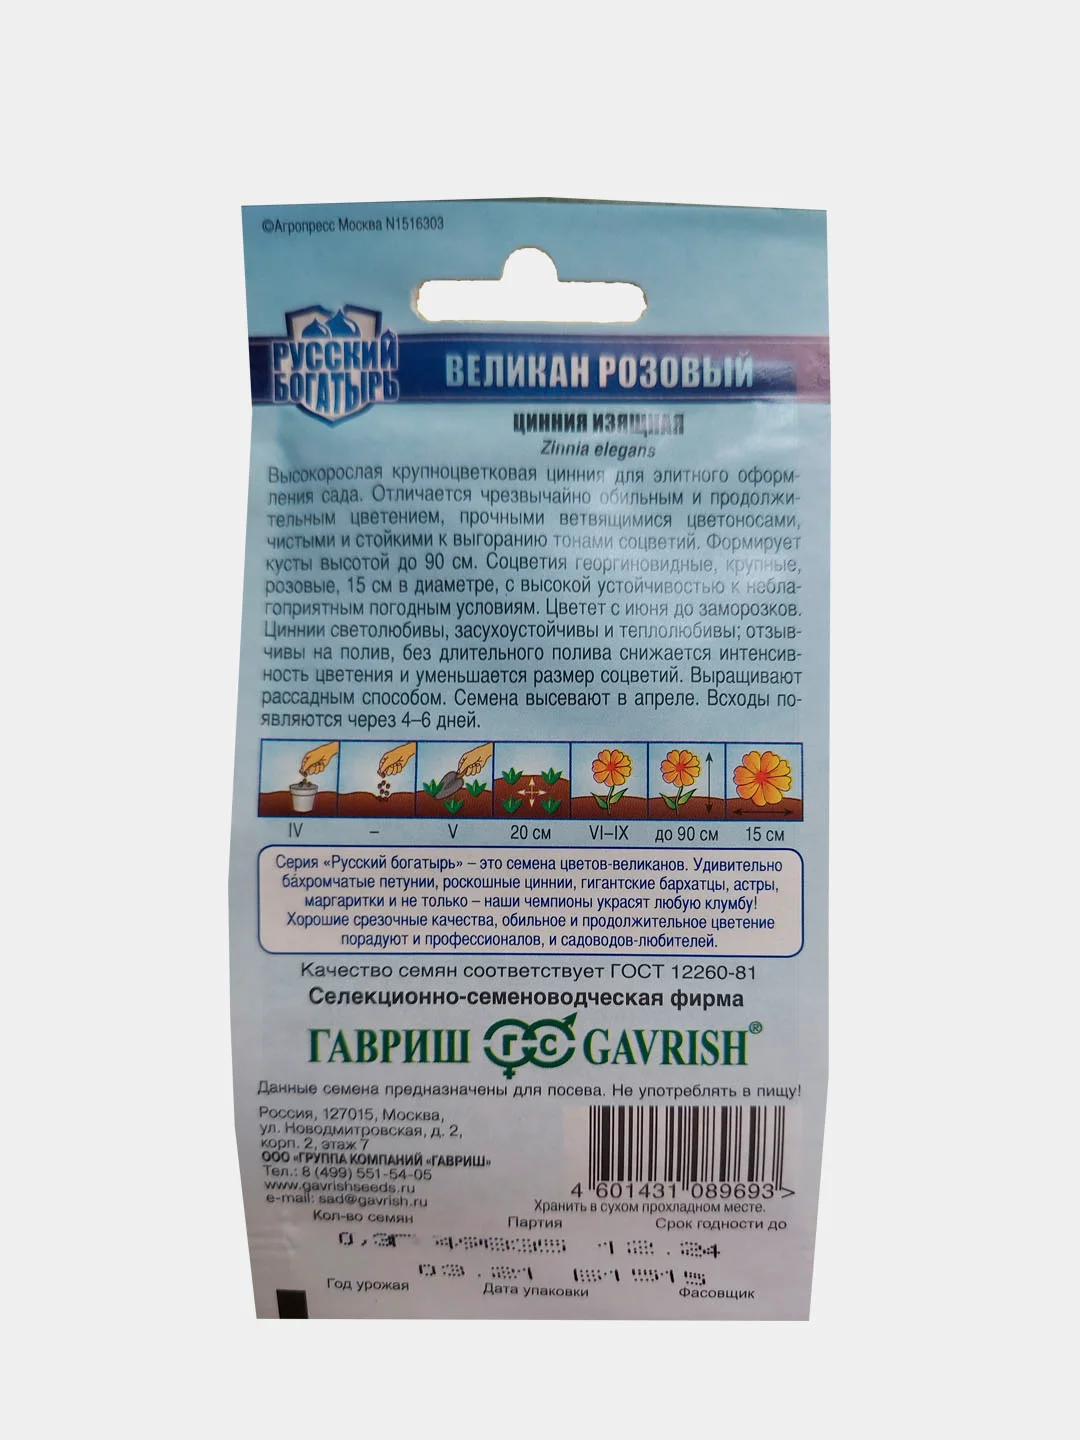 ©Агропресс Москва N1516303
РУССКИЙ
БОГАТЫРЬ
ВЕЛИКАН РОЗОВЫЙ
ЦИННИЯ ИЗЯЩНАЯ
Zinnia elegans
Высокорослая крупноцветковая цинния для элитного оформ-
ления сада. Отличается чрезвычайно обильным и продолжи-
тельным цветением, прочными ветвящимися цветоносами,
чистыми и стойкими к выгоранию тонами соцветий. Формирует
кусты высотой до 90 см. Соцветия георгиновидные, крупные,
розовые, 15 см в диаметре, с высокой устойчивостью к небла-
гоприятным погодным условиям. Цветет с июня до заморозков.
Циннии светолюбивы, засухоустойчивы и теплолюбивы; отзыв-
чивы на полив, без длительного полива снижается интенсив-
ность цветения и уменьшается размер соцветий. Выращивают
рассадным способом. Семена высевают в апреле. Всходы по-
являются через 4–6 дней.
IV – V 20 см VI–IX до 90 см 15 см
Серия «Русский богатырь» – это семена цветов-великанов. Удивительно
бахромчатые петунии, роскошные циннии, гигантские бархатцы, астры,
маргаритки и не только – наши чемпионы украсят любую клумбу!
Хорошие срезочные качества, обильное и продолжительное цветение
порадуют и профессионалов, и садоводов-любителей.
Качество семян соответствует ГОСТ 12260-81
Селекционно-семеноводческая фирма
ГАВРИШ ГС GAVRISH®
Данные семена предназначены для посева. Не употреблять в пищу!
Россия, 127015, Москва,
ул. Новодмитровская, д. 2,
корп. 2, этаж 7
ООО «ГРУППА КОМПАНИЙ «ГАВРИШ»
Тел.: 8 (499) 551-54-05
www.gavrishseeds.ru
e-mail: sad@gavrish.ru
4 601431 089693 >
Хранить в сухом прохладном месте.
Кол-во семян Партия Срок годности до
12.24
Год урожая Дата упаковки Фасовщик